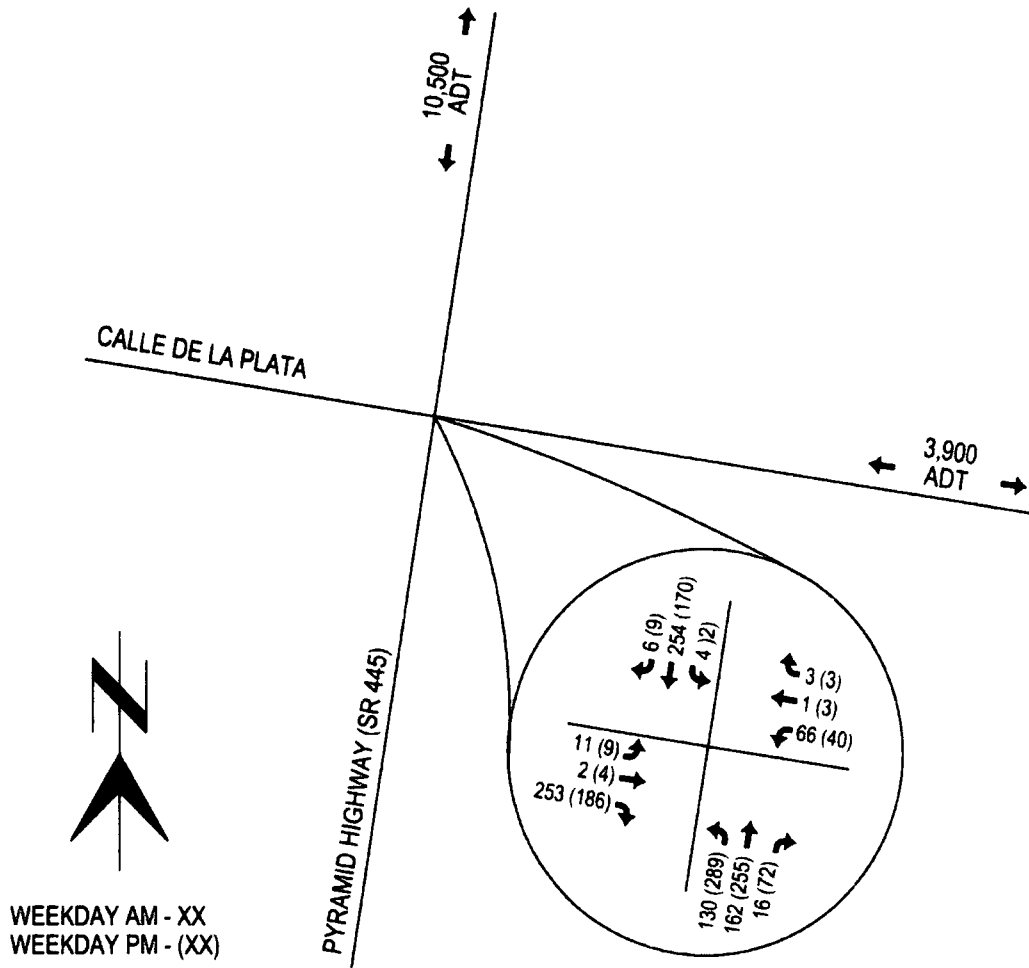 10,500
ADT
CALLE DE LA PLATA
3,900
ADT
6 (9)
254 (170)
4 )2)
3 (3)
1 (3)
66 (40)
11 (9)
2 (4)
253 (186)
130 (289)
162 (255)
16 (72)
PYRAMID HIGHWAY (SR 445)
N
WEEKDAY AM - XX
WEEKDAY PM - (XX)